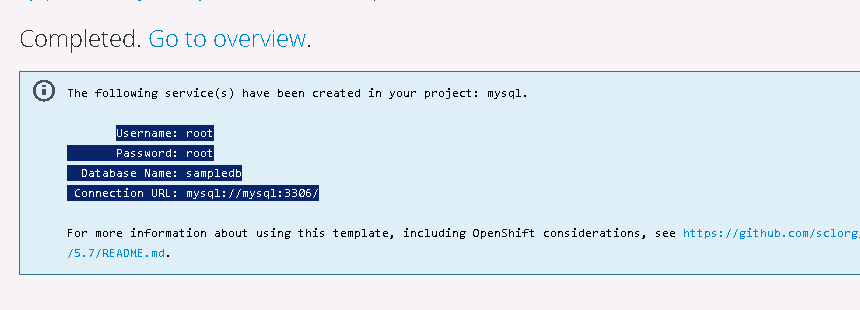 Completed. Go to overview.
The following service(s) have been created in your project: mysql.
Username: root
Password: root
Database Name: sampledb
Connection URL: mysql://mysql:3306/
For more information about using this template, including OpenShift considerations, see https://github.com/sclorg/
/5.7/README.md.